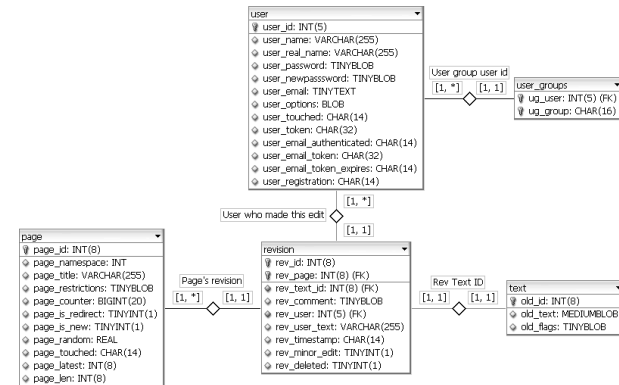 user
user_id: INT(5)
user_name: VARCHAR(255)
user_real_name: VARCHAR(255)
user_password: TINYBLOB
user_newpasssword: TINYBLOB
user_email: TINYTEXT
user_options: BLOB
user_touched: CHAR(14)
user_token: CHAR(32)
user_email_authenticated: CHAR(14)
user_email_token: CHAR(32)
user_email_token_expires: CHAR(14)
user_registration: CHAR(14)
User group user id
[1, *] [1, 1]
user_groups
ug_user: INT(5) (FK)
ug_group: CHAR(16)
[1, *]
User who made this edit
[1, 1]
page
page_id: INT(8)
page_namespace: INT
page_title: VARCHAR(255)
page_restrictions: TINYBLOB
page_counter: BIGINT(20)
page_is_redirect: TINYINT(1)
page_is_new: TINYINT(1)
page_random: REAL
page_touched: CHAR(14)
page_latest: INT(8)
page_len: INT(8)
Page's revision
[1, *] [1, 1]
revision
rev_id: INT(8)
rev_page: INT(8) (FK)
rev_text_id: INT(8) (FK)
rev_comment: TINYBLOB
rev_user: INT(5) (FK)
rev_user_text: VARCHAR(255)
rev_timestamp: CHAR(14)
rev_minor_edit: TINYINT(1)
rev_deleted: TINYINT(1)
Rev Text ID
[1, 1] [1, 1]
text
old_id: INT(8)
old_text: MEDIUMBLOB
old_flags: TINYBLOB